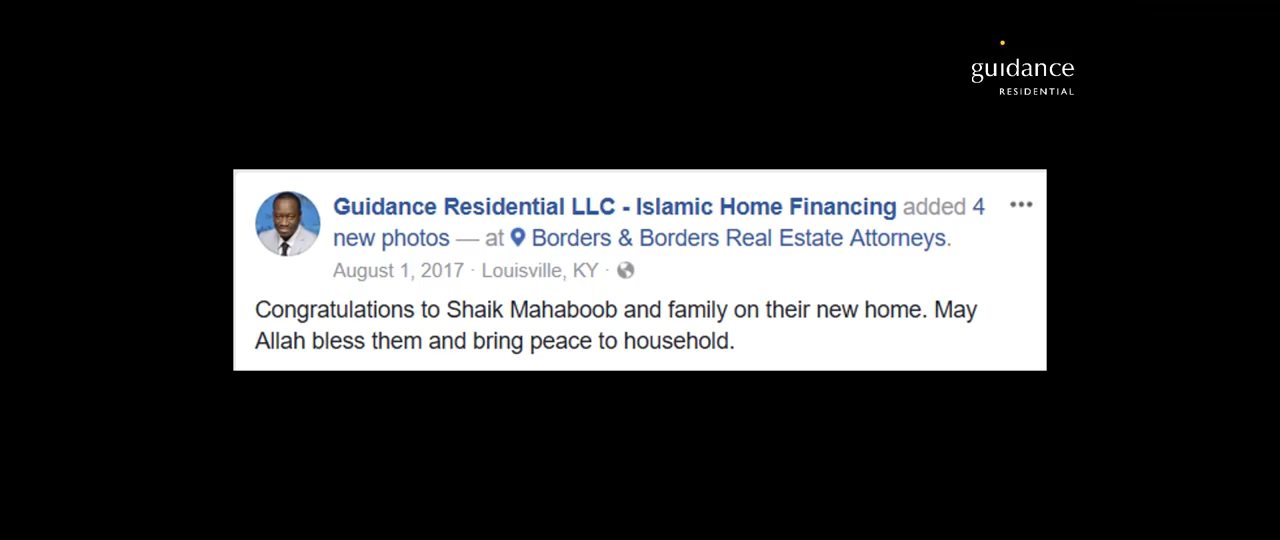 guidance
RESIDENTIAL
Guidance Residential LLC - Islamic Home Financing added 4
new photos — at Borders & Borders Real Estate Attorneys.
August 1, 2017 · Louisville, KY ·
Congratulations to Shaik Mahaboob and family on their new home. May
Allah bless them and bring peace to household.